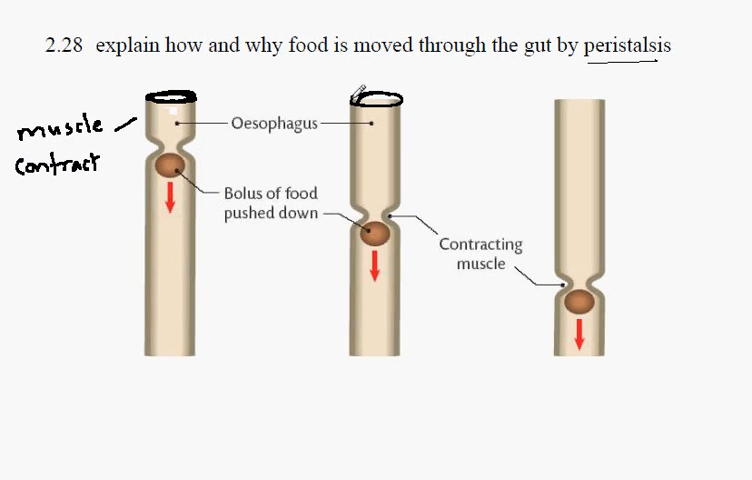 2.28 explain how and why food is moved through the gut by peristalsis
muscle
contract
Oesophagus
Bolus of food
pushed down
Contracting
muscle